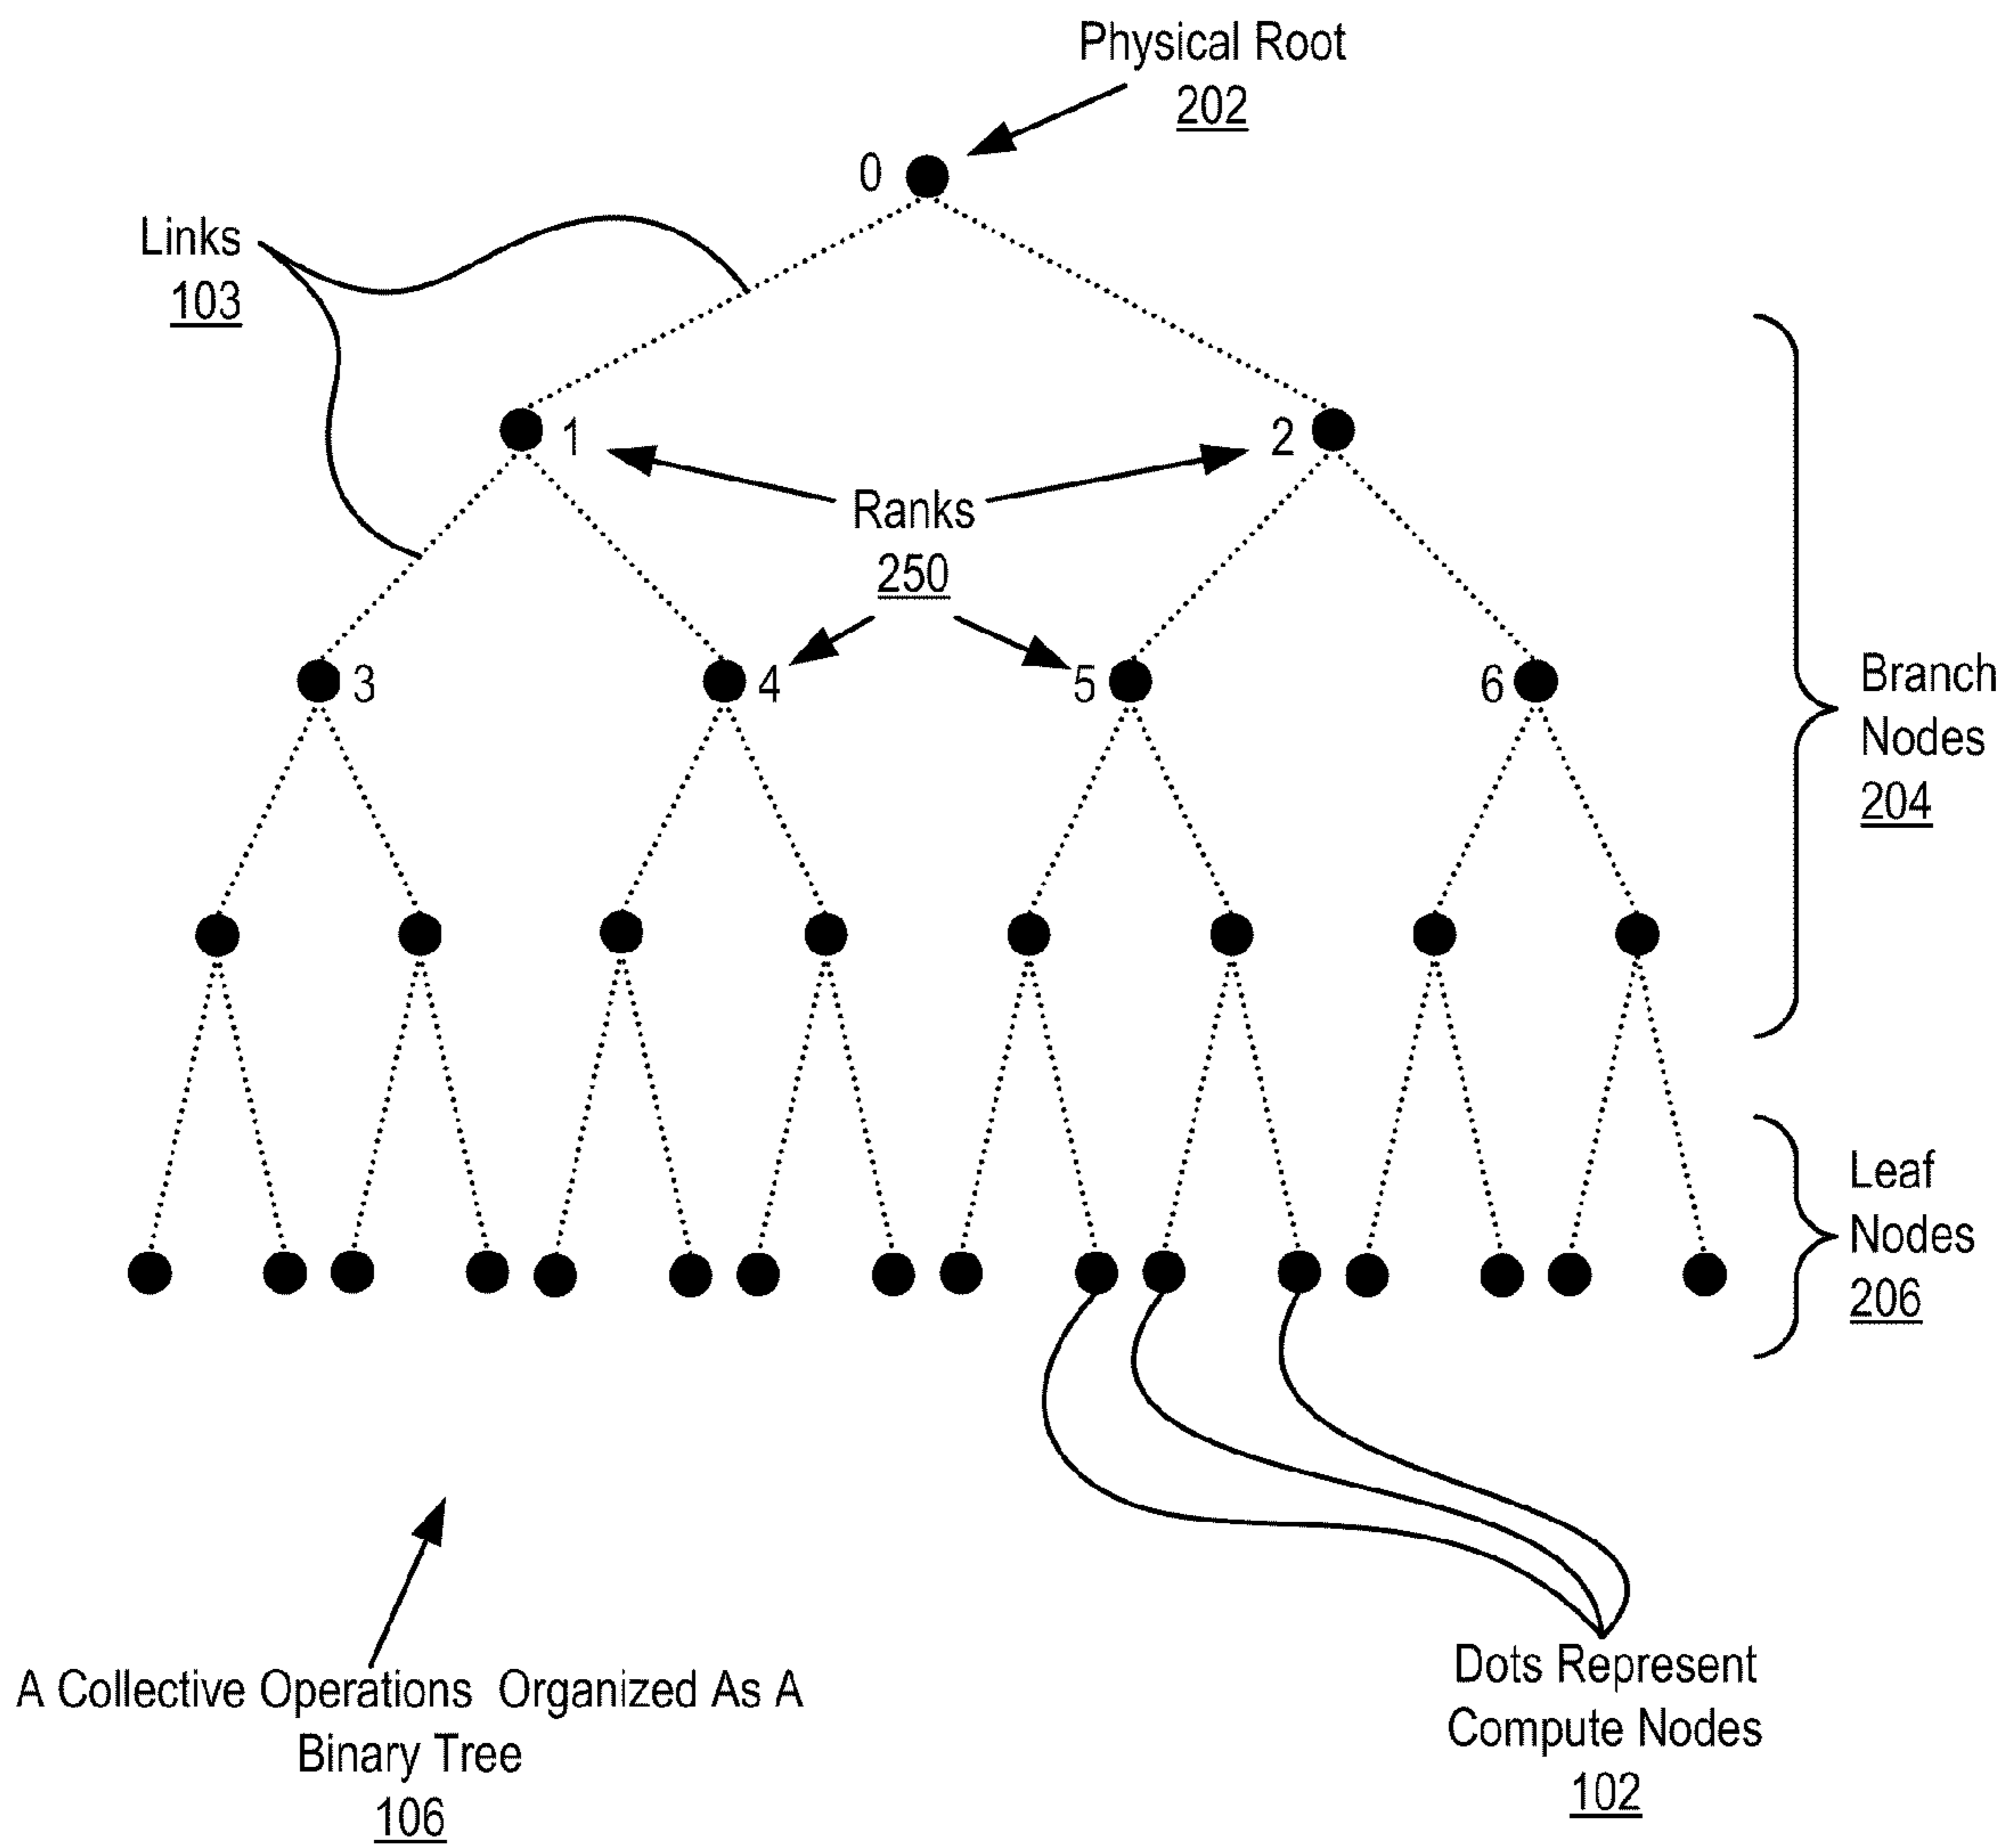 Physical Root
202
0
Links
103
1
2
Ranks
250
3
4
5
6
Branch
Nodes
204
Leaf
Nodes
206
A Collective Operations Organized As A
Binary Tree
106
Dots Represent
Compute Nodes
102